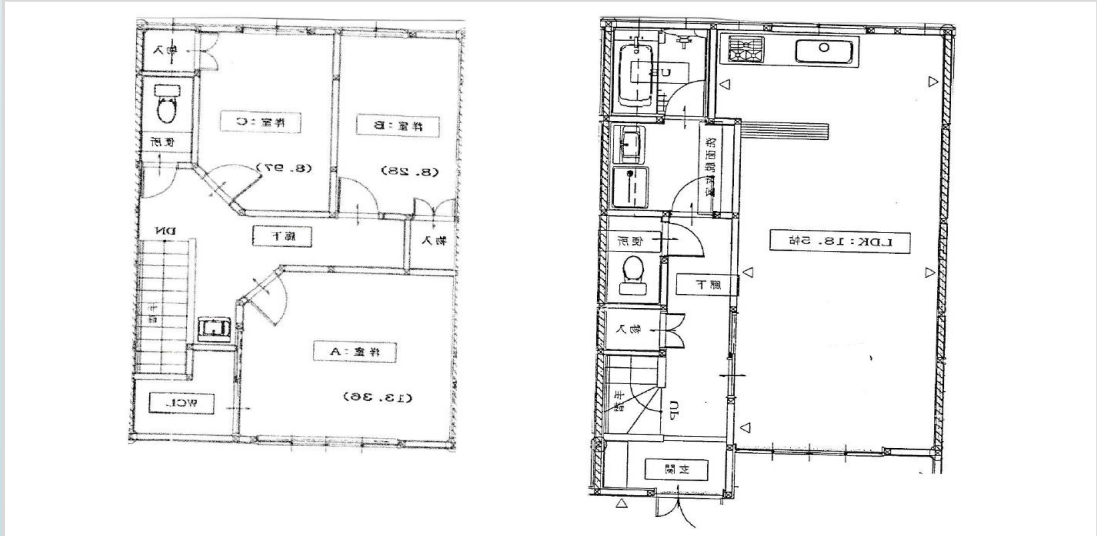 物入
便所
洋室:C
(8.97)
洋室:B
(8.28)
DN
廊下
物入
洋室:A
(13.36)
WCL
UB
LDK:18.5帖
便所
廊下
物入
UP
玄関